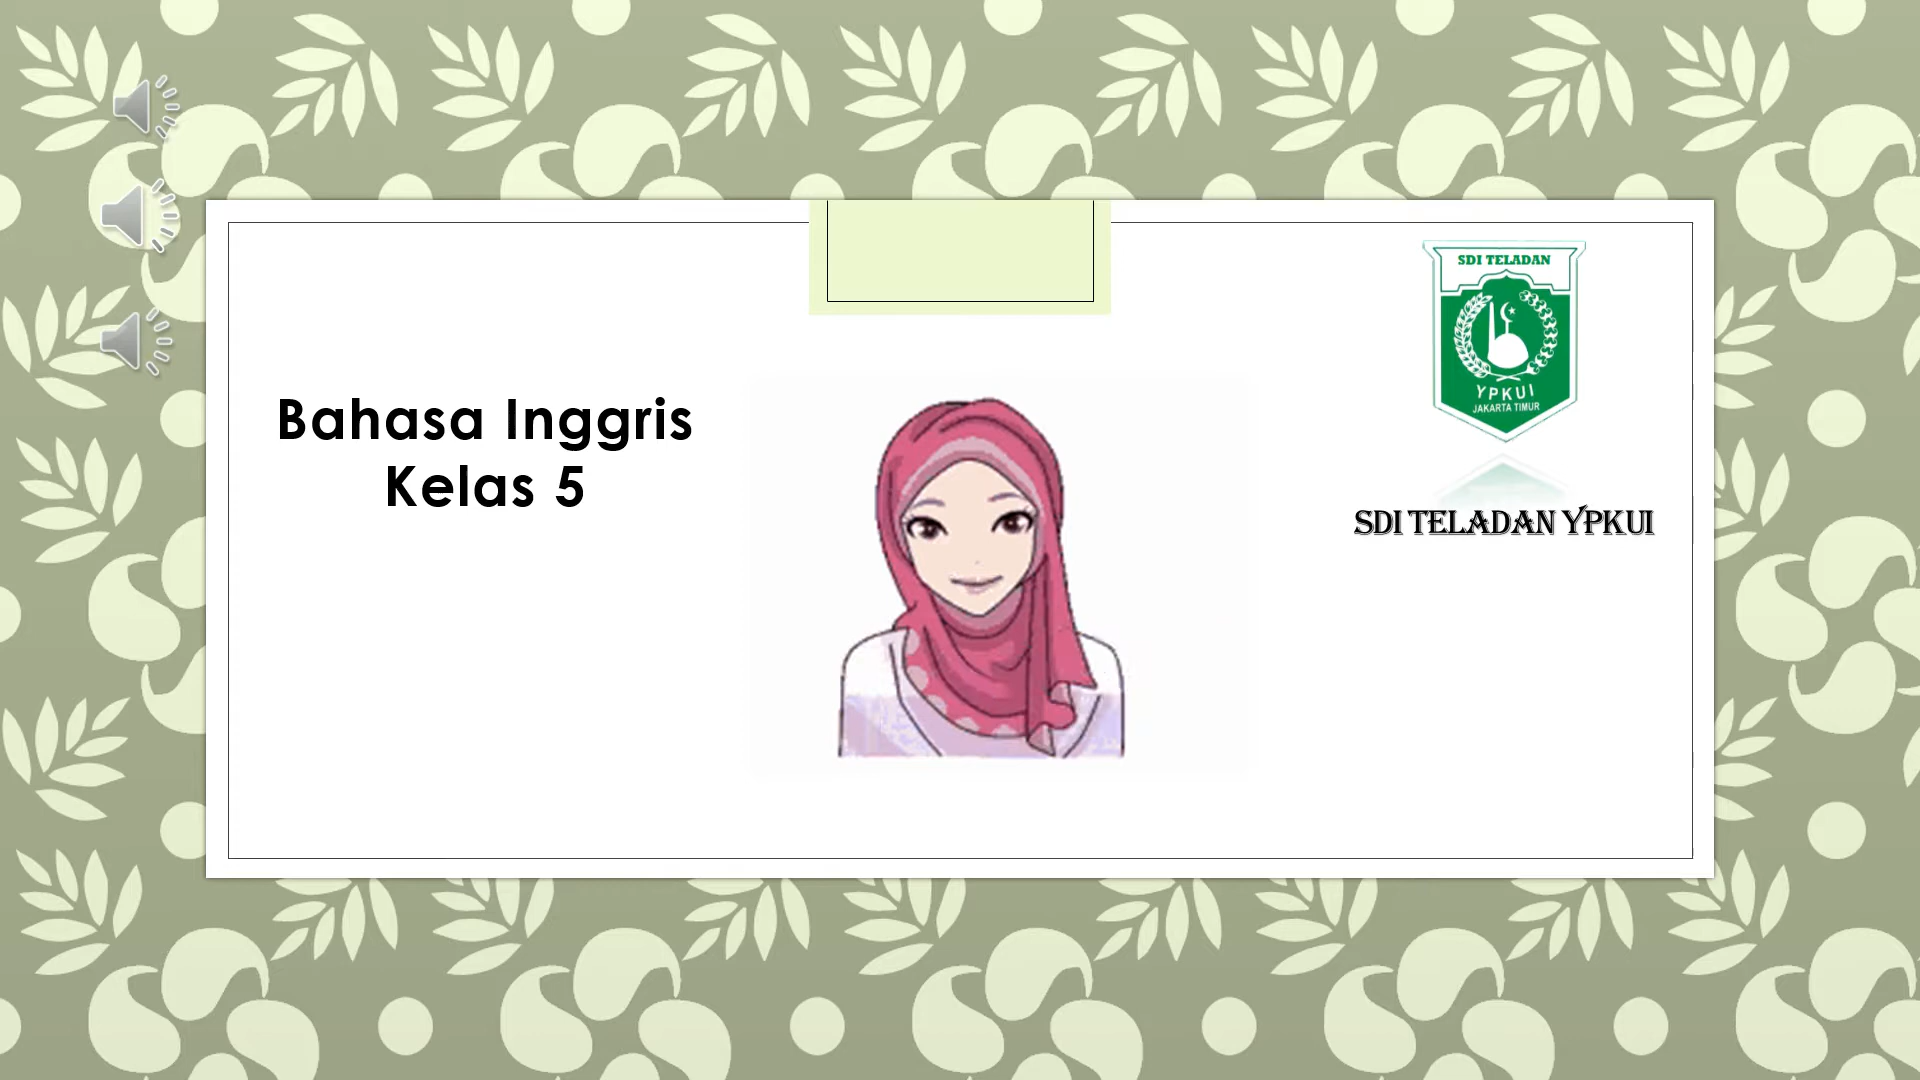 Bahasa Inggris
Kelas 5
SDI TELADAN
YPKUI
JAKARTA TIMUR
SDI TELADAN YPKUI